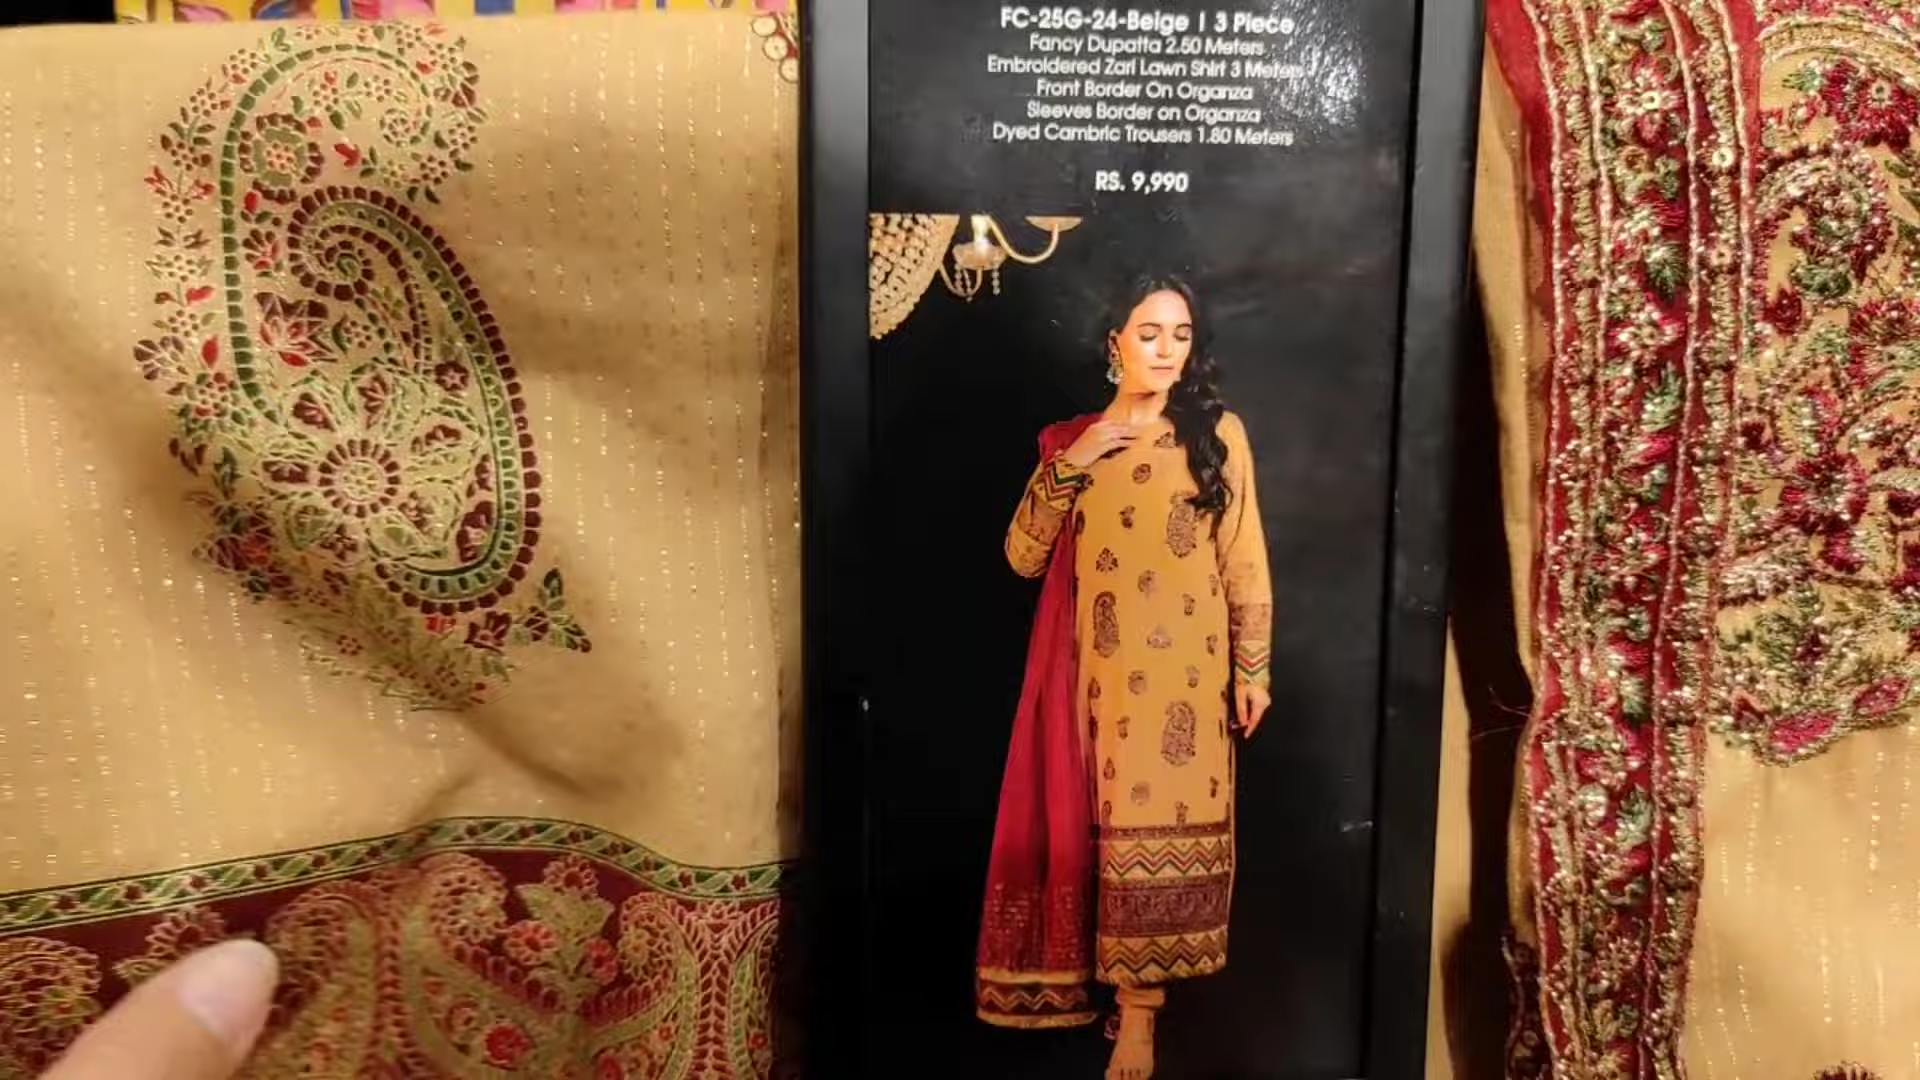 FC-25G-24-Beige | 3 Piece
Fancy Dupatta 2.50 Meters
Embroidered Zari Lawn Shirt 3 Meters
Front Border On Organza
Sleeves Border on Organza
Dyed Cambric Trousers 1.80 Meters
RS. 9,990